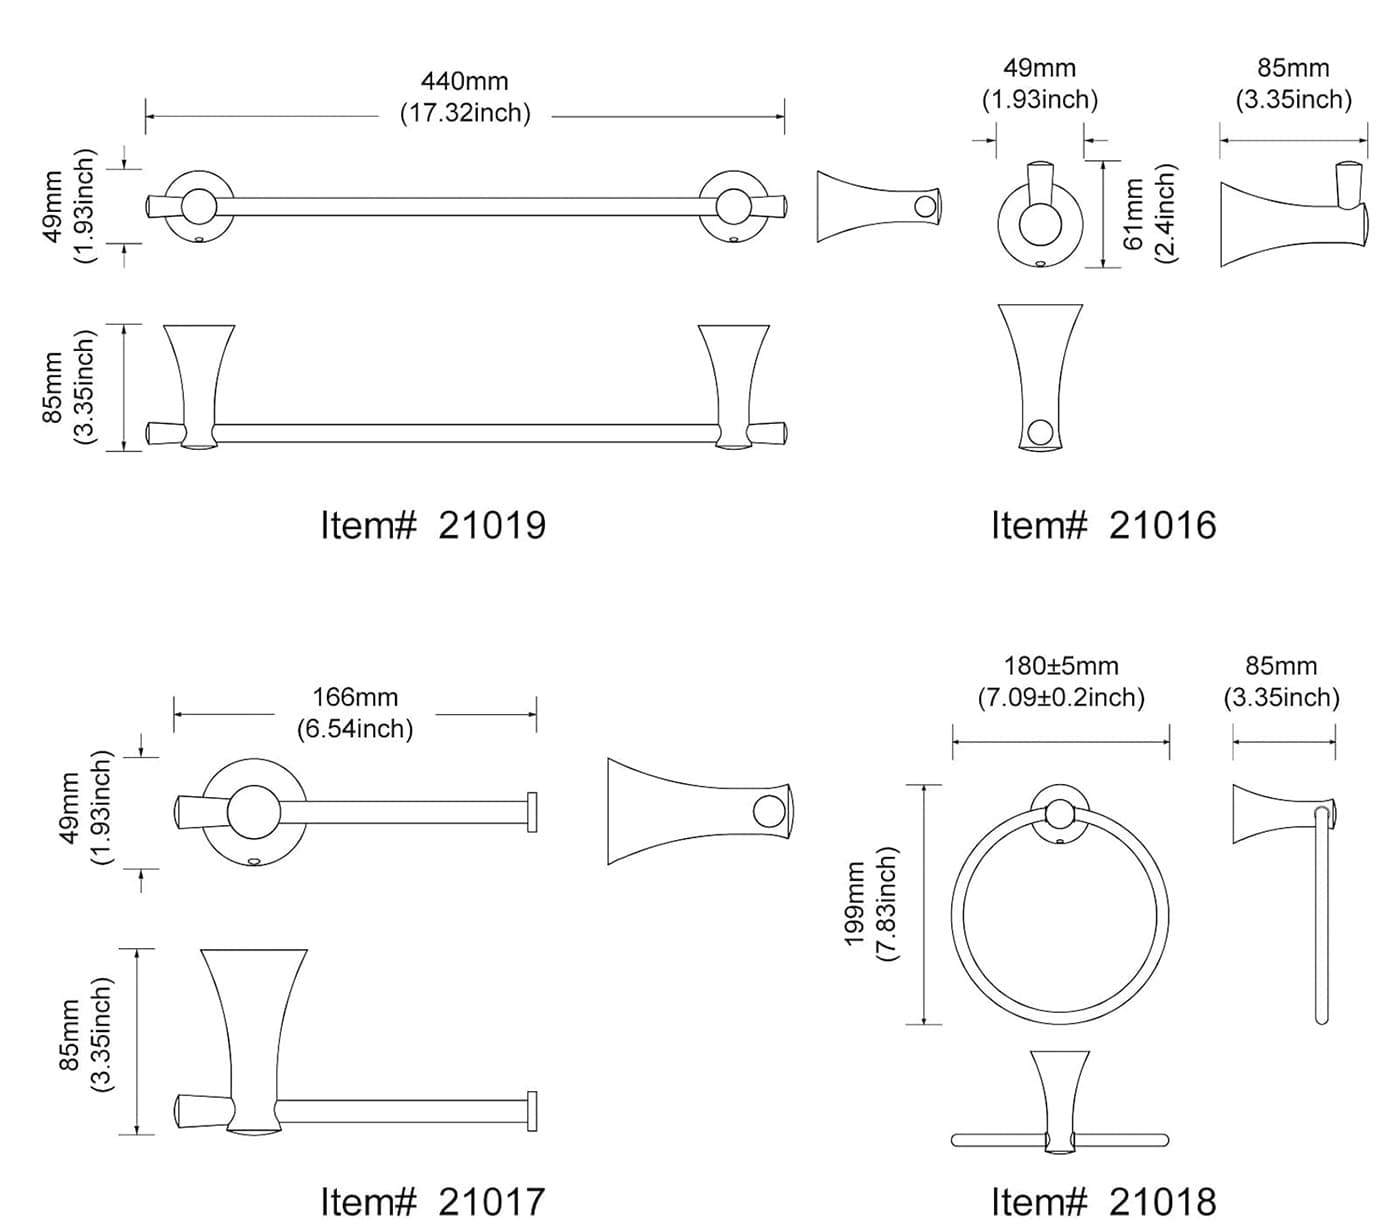 440mm
(17.32inch)
49mm
(1.93inch)
85mm
(3.35inch)
Item# 21019
49mm
(1.93inch)
85mm
(3.35inch)
61mm
(2.4inch)
Item# 21016
166mm
(6.54inch)
49mm
(1.93inch)
85mm
(3.35inch)
Item# 21017
180±5mm
(7.09±0.2inch)
85mm
(3.35inch)
199mm
(7.83inch)
Item# 21018